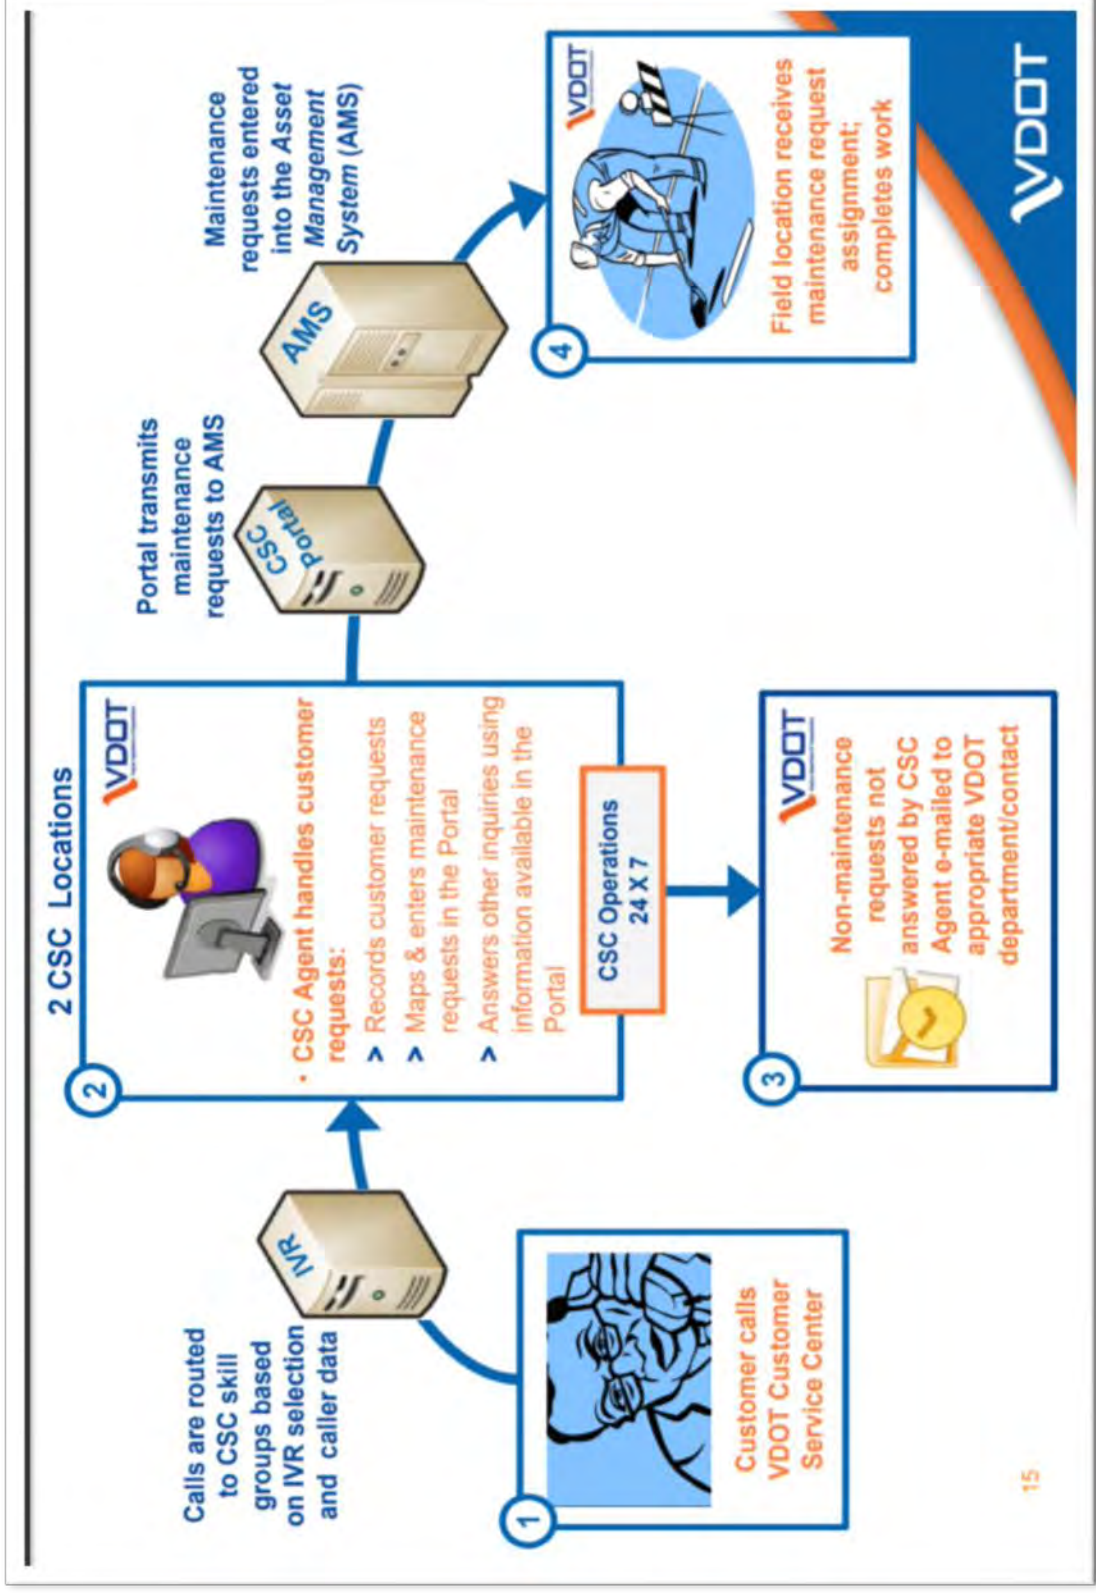 Calls are routed
to CSC skill
groups based
on IVR selection
and caller data
IVR
1
Customer calls
VDOT Customer
Service Center
2 CSC Locations
2
VDOT
• CSC Agent handles customer
requests:
> Records customer requests
> Maps & enters maintenance
requests in the Portal
> Answers other inquiries using
information available in the
Portal
CSC Operations
24 X 7
3
VDOT
Non-maintenance
requests not
answered by CSC
Agent e-mailed to
appropriate VDOT
department/contact
Portal transmits
maintenance
requests to AMS
CSC
Portal
Maintenance
requests entered
into the Asset
Management
System (AMS)
AMS
4
VDOT
Field location receives
maintenance request
assignment;
completes work
15
VDOT